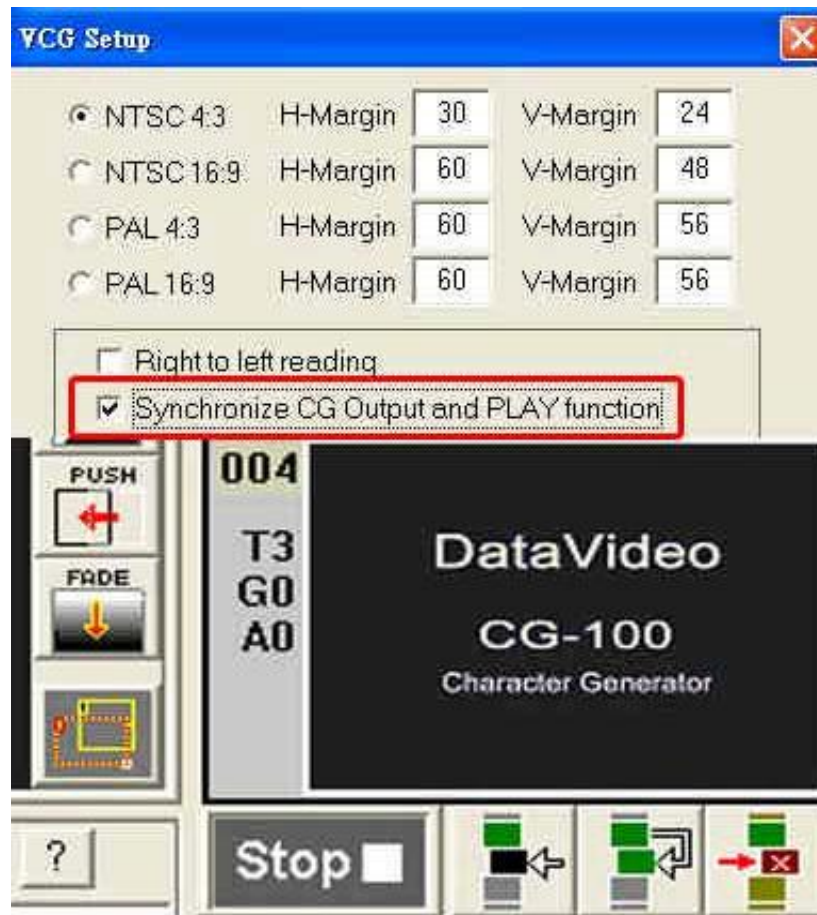 VCG Setup
NTSC 4:3 H-Margin 30 V-Margin 24
NTSC 16:9 H-Margin 60 V-Margin 48
PAL 4:3 H-Margin 60 V-Margin 56
PAL 16:9 H-Margin 60 V-Margin 56
Right to left reading
Synchronize CG Output and PLAY function
PUSH
FADE
004
T3
G0
A0
DataVideo
CG-100
Character Generator
?
Stop